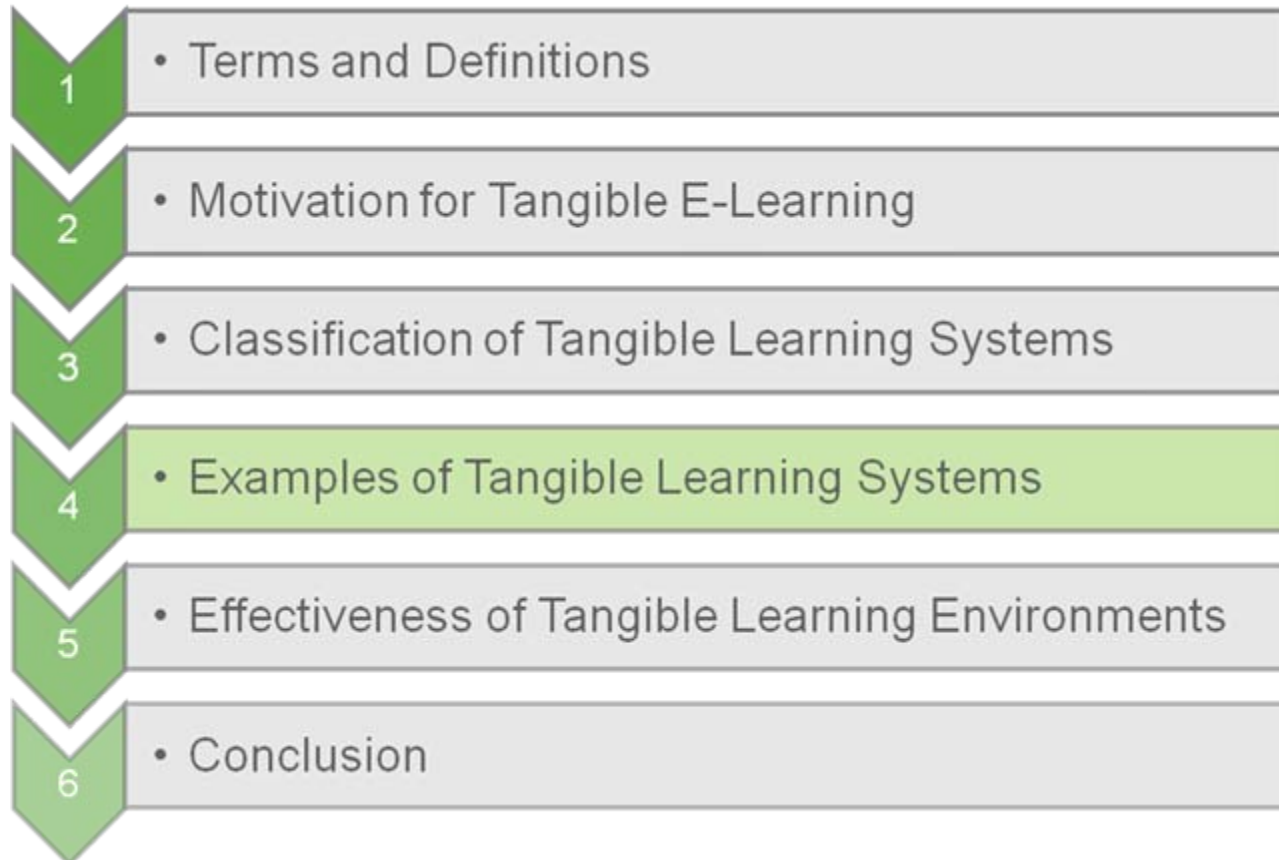 1
• Terms and Definitions
2
• Motivation for Tangible E-Learning
3
• Classification of Tangible Learning Systems
4
• Examples of Tangible Learning Systems
5
• Effectiveness of Tangible Learning Environments
6
• Conclusion